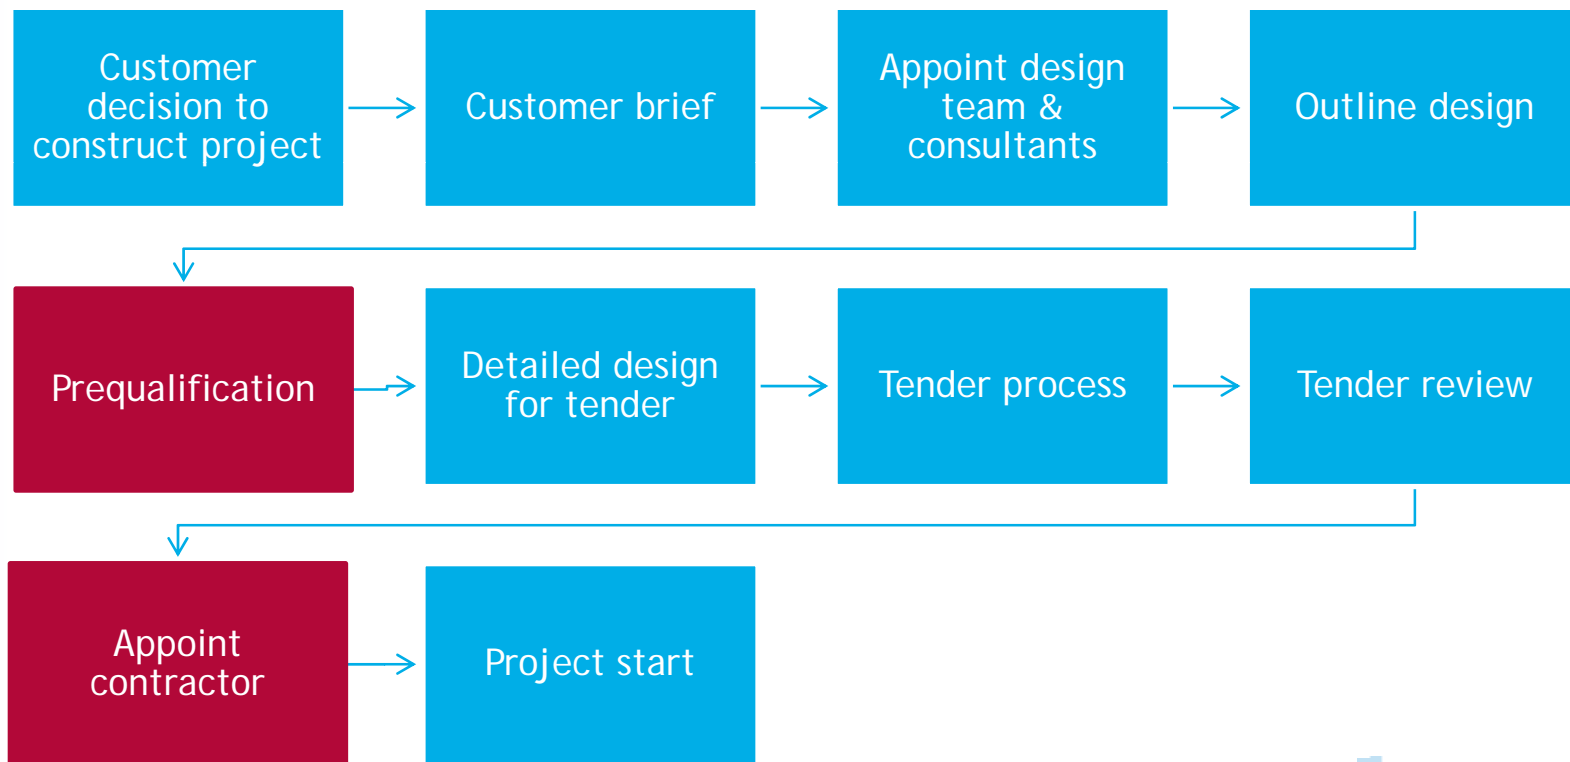 Customer
decision to
construct project
Customer brief
Appoint design
team &
consultants
Outline design
Prequalification
Detailed design
for tender
Tender process
Tender review
Appoint
contractor
Project start